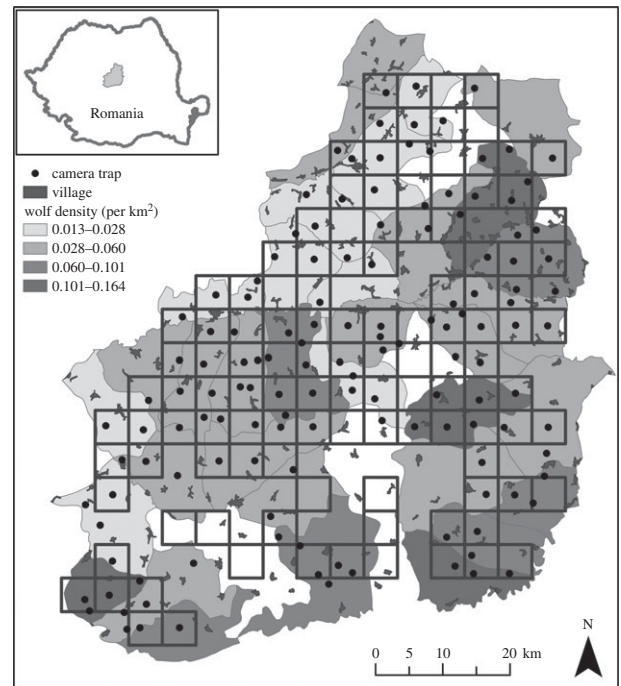 Romania
camera trap
village
wolf density (per km²)
0.013–0.028
0.028–0.060
0.060–0.101
0.101–0.164
N
0 5 10 20 km